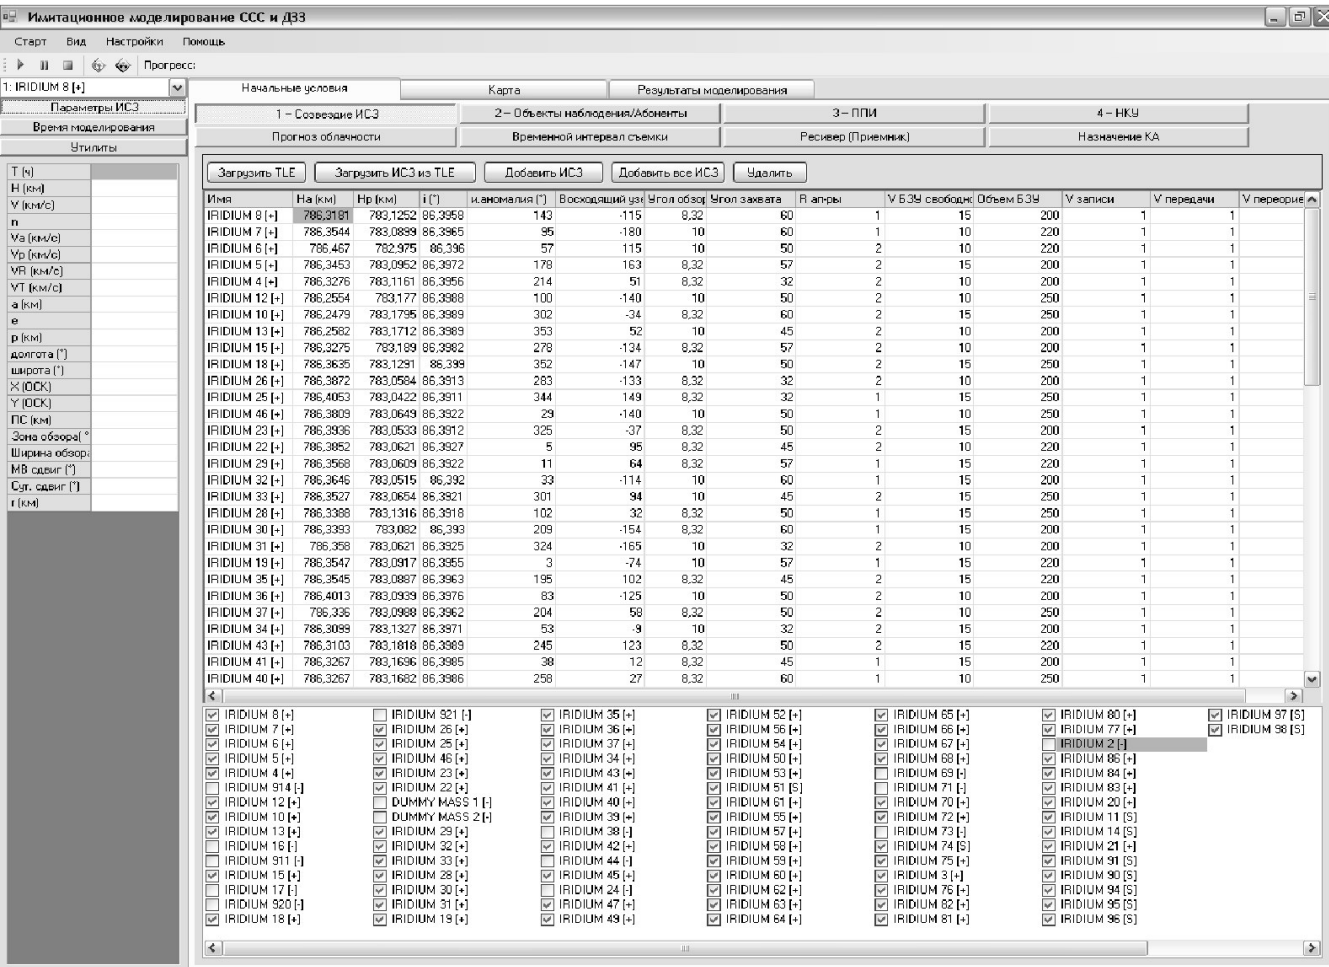 Имитационное моделирование ССС и ДЗЗ
Старт Вид Настройки Помощь
Прогресс:
1: IRIDIUM 8 [+]
Параметры ИСЗ
Время моделирования
Утилиты
T (ч)
H (км)
V (км/с)
n
Va (км/с)
Vp (км/с)
VR (км/с)
VT (км/с)
a (км)
e
p (км)
долгота (°)
широта (°)
X (ОСК)
Y (ОСК)
ПС (км)
Зона обзора( °
Ширина обзора
МВ сдвиг (°)
Сут. сдвиг (°)
r (км)
Начальные условия Карта Результаты моделирования
1 – Созвездие ИСЗ 2 – Объекты наблюдения/Абоненты 3 – ППИ 4 – НКУ
Прогноз облачности Временной интервал съемки Ресивер (Приемник) Назначение КА
Загрузить TLE Загрузить ИСЗ из TLE Добавить ИСЗ Добавить все ИСЗ Удалить
Имя Ha (км) Hp (км) i (°) и.аномалия (°) Восходящий узе Угол обзор Угол захвата R ап-ры V БЗУ свободно Объем БЗУ V записи V передачи V переорие
IRIDIUM 8 [+] 786,3181 783,1252 86,3958 143 -115 8,32 60 1 15 200 1 1
IRIDIUM 7 [+] 786,3544 783,0899 86,3965 95 -180 10 60 1 10 220 1 1
IRIDIUM 6 [+] 786,467 782,975 86,396 57 115 10 50 2 10 200 1 1
IRIDIUM 5 [+] 786,3453 783,0952 86,3972 178 163 8,32 57 2 15 200 1 1
IRIDIUM 4 [+] 786,3276 783,1161 86,3956 214 51 8,32 32 2 15 200 1 1
IRIDIUM 12 [+] 786,2554 783,177 86,3988 100 -140 10 50 2 10 250 1 1
IRIDIUM 10 [+] 786,2479 783,1795 86,3989 302 -34 8,32 60 2 15 250 1 1
IRIDIUM 13 [+] 786,2582 783,1712 86,3989 353 52 10 45 2 10 200 1 1
IRIDIUM 15 [+] 786,3275 783,189 86,3982 278 -134 8,32 57 2 10 200 1 1
IRIDIUM 18 [+] 786,3635 783,1291 86,399 352 -147 10 50 2 10 250 1 1
IRIDIUM 26 [+] 786,3872 783,0584 86,3913 283 -133 8,32 32 2 10 200 1 1
IRIDIUM 25 [+] 786,4053 783,0422 86,3911 344 149 8,32 32 1 15 250 1 1
IRIDIUM 46 [+] 786,3809 783,0649 86,3922 29 -140 10 50 1 10 250 1 1
IRIDIUM 23 [+] 786,3936 783,0533 86,3912 325 -37 8,32 50 2 15 200 1 1
IRIDIUM 22 [+] 786,3852 783,0621 86,3927 5 95 8,32 45 2 10 220 1 1
IRIDIUM 29 [+] 786,3568 783,0609 86,3922 11 64 8,32 57 1 15 220 1 1
IRIDIUM 32 [+] 786,3646 783,0515 86,392 33 -114 10 60 1 15 200 1 1
IRIDIUM 33 [+] 786,3527 783,0654 86,3921 301 94 10 45 2 15 250 1 1
IRIDIUM 28 [+] 786,3388 783,1316 86,3918 102 32 8,32 50 1 15 250 1 1
IRIDIUM 30 [+] 786,3393 783,082 86,393 209 -154 8,32 60 1 10 200 1 1
IRIDIUM 31 [+] 786,358 783,0621 86,3925 324 -165 10 32 2 10 200 1 1
IRIDIUM 19 [+] 786,3547 783,0917 86,3955 3 -74 10 57 1 15 220 1 1
IRIDIUM 35 [+] 786,3545 783,0887 86,3963 195 102 8,32 45 2 15 220 1 1
IRIDIUM 36 [+] 786,4013 783,0939 86,3976 83 -125 10 50 2 10 200 1 1
IRIDIUM 37 [+] 786,336 783,0988 86,3962 204 58 8,32 50 2 10 250 1 1
IRIDIUM 34 [+] 786,3099 783,1327 86,3971 53 -9 10 32 2 15 200 1 1
IRIDIUM 43 [+] 786,3103 783,1818 86,3989 245 123 8,32 50 2 15 220 1 1
IRIDIUM 41 [+] 786,3267 783,1696 86,3985 38 12 8,32 45 1 15 200 1 1
IRIDIUM 40 [+] 786,3267 783,1682 86,3986 258 27 8,32 60 1 10 250 1 1
IRIDIUM 8 [+] IRIDIUM 921 [-] IRIDIUM 35 [+] IRIDIUM 52 [+] IRIDIUM 65 [+] IRIDIUM 80 [+] IRIDIUM 97 [S]
IRIDIUM 7 [+] IRIDIUM 26 [+] IRIDIUM 36 [+] IRIDIUM 56 [+] IRIDIUM 66 [+] IRIDIUM 77 [+] IRIDIUM 98 [S]
IRIDIUM 6 [+] IRIDIUM 25 [+] IRIDIUM 37 [+] IRIDIUM 54 [+] IRIDIUM 67 [+] IRIDIUM 2 [-]
IRIDIUM 5 [+] IRIDIUM 46 [+] IRIDIUM 34 [+] IRIDIUM 50 [+] IRIDIUM 68 [+] IRIDIUM 86 [+]
IRIDIUM 4 [+] IRIDIUM 23 [+] IRIDIUM 43 [+] IRIDIUM 53 [+] IRIDIUM 69 [-] IRIDIUM 84 [+]
IRIDIUM 914 [-] IRIDIUM 22 [+] IRIDIUM 41 [+] IRIDIUM 51 [S] IRIDIUM 71 [-] IRIDIUM 83 [+]
IRIDIUM 12 [+] DUMMY MASS 1 [-] IRIDIUM 40 [+] IRIDIUM 61 [+] IRIDIUM 70 [+] IRIDIUM 20 [+]
IRIDIUM 10 [+] DUMMY MASS 2 [-] IRIDIUM 39 [+] IRIDIUM 55 [+] IRIDIUM 72 [+] IRIDIUM 11 [S]
IRIDIUM 13 [+] IRIDIUM 29 [+] IRIDIUM 38 [-] IRIDIUM 57 [+] IRIDIUM 73 [-] IRIDIUM 14 [S]
IRIDIUM 16 [-] IRIDIUM 32 [+] IRIDIUM 42 [+] IRIDIUM 58 [+] IRIDIUM 74 [S] IRIDIUM 21 [+]
IRIDIUM 911 [-] IRIDIUM 33 [+] IRIDIUM 44 [-] IRIDIUM 59 [+] IRIDIUM 75 [+] IRIDIUM 91 [S]
IRIDIUM 15 [+] IRIDIUM 28 [+] IRIDIUM 45 [+] IRIDIUM 60 [+] IRIDIUM 3 [+] IRIDIUM 90 [S]
IRIDIUM 17 [-] IRIDIUM 30 [+] IRIDIUM 24 [-] IRIDIUM 62 [+] IRIDIUM 76 [+] IRIDIUM 94 [S]
IRIDIUM 920 [-] IRIDIUM 31 [+] IRIDIUM 47 [+] IRIDIUM 63 [+] IRIDIUM 82 [+] IRIDIUM 95 [S]
IRIDIUM 18 [+] IRIDIUM 19 [+] IRIDIUM 49 [+] IRIDIUM 64 [+] IRIDIUM 81 [+] IRIDIUM 96 [S]